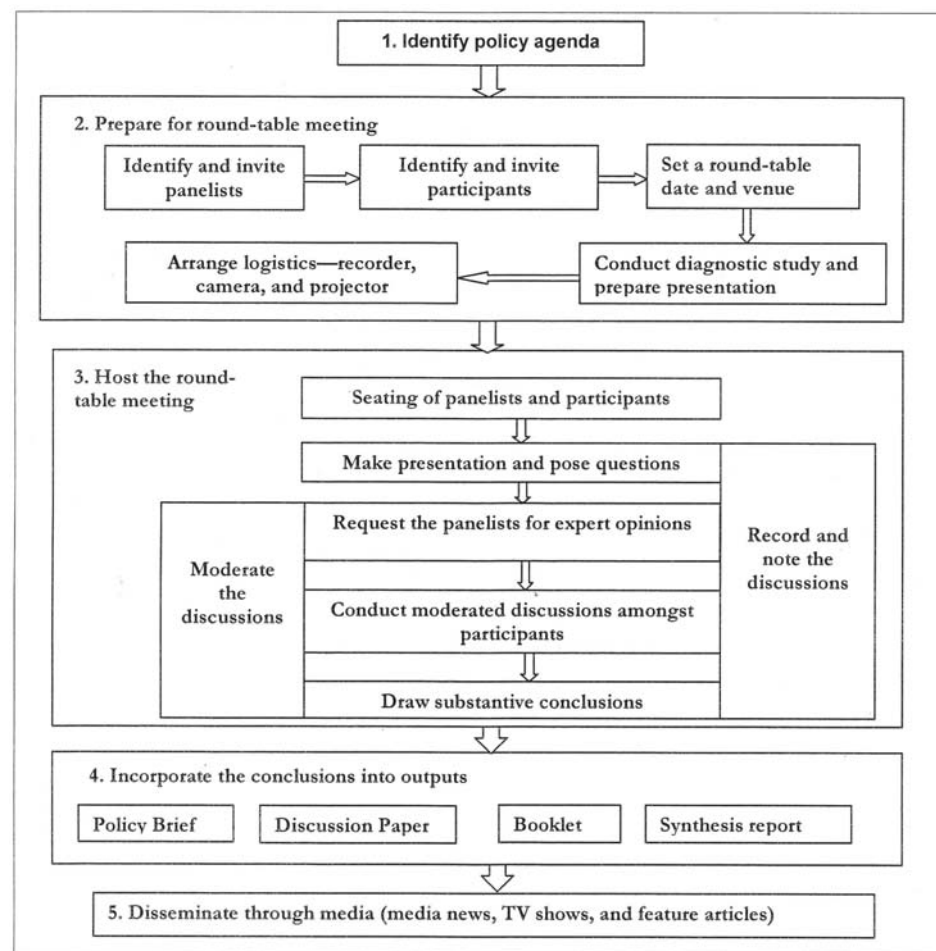 1. Identify policy agenda
2. Prepare for round-table meeting
Identify and invite
panelists
Identify and invite
participants
Set a round-table
date and venue
Arrange logistics—recorder,
camera, and projector
Conduct diagnostic study and
prepare presentation
3. Host the round-
table meeting
Seating of panelists and participants
Make presentation and pose questions
Request the panelists for expert opinions
Moderate
the
discussions
Record and
note the
discussions
Conduct moderated discussions amongst
participants
Draw substantive conclusions
4. Incorporate the conclusions into outputs
Policy Brief
Discussion Paper
Booklet
Synthesis report
5. Disseminate through media (media news, TV shows, and feature articles)